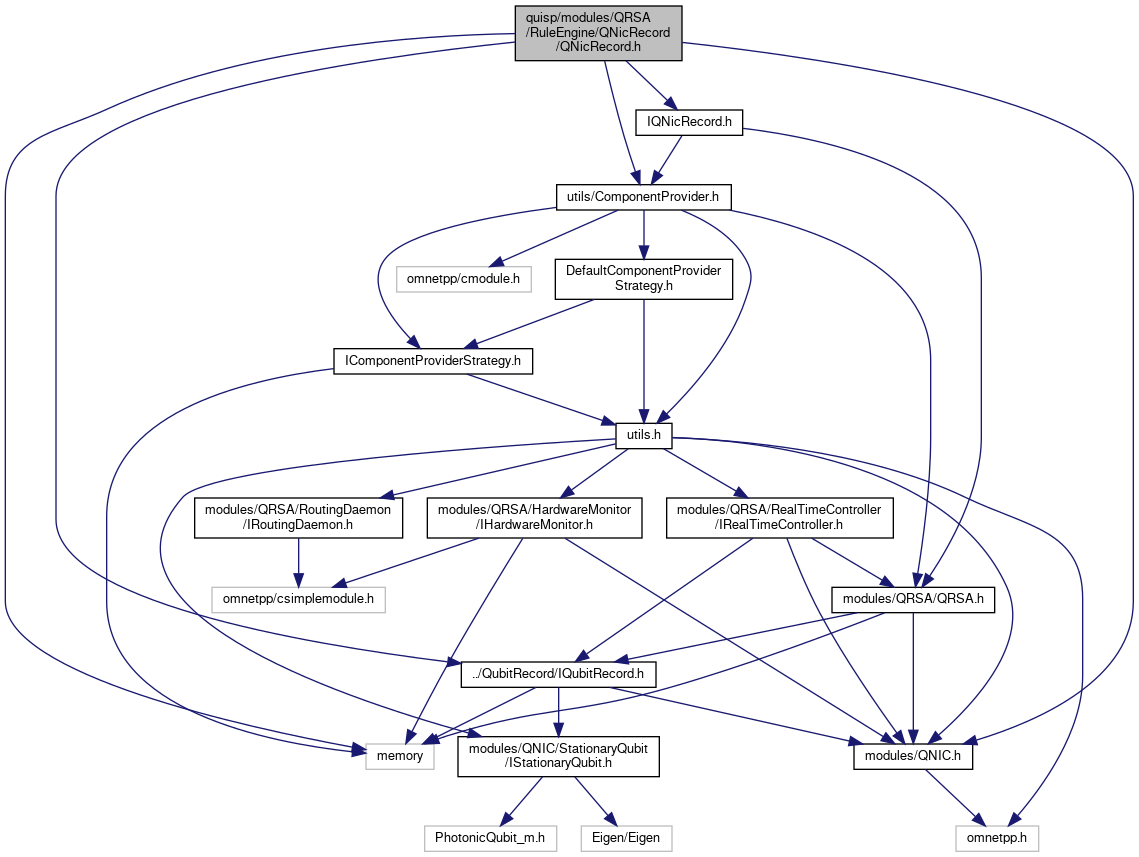 quisp/modules/QRSA
/RuleEngine/QNicRecord
/QNicRecord.h
IQNicRecord.h
utils/ComponentProvider.h
omnetpp/cmodule.h
DefaultComponentProvider
Strategy.h
IComponentProviderStrategy.h
utils.h
modules/QRSA/RoutingDaemon
/IRoutingDaemon.h
modules/QRSA/HardwareMonitor
/IHardwareMonitor.h
modules/QRSA/RealTimeController
/IRealTimeController.h
omnetpp/csimplemodule.h
modules/QRSA/QRSA.h
../QubitRecord/IQubitRecord.h
memory
modules/QNIC/StationaryQubit
/IStationaryQubit.h
modules/QNIC.h
PhotonicQubit_m.h
Eigen/Eigen
omnetpp.h